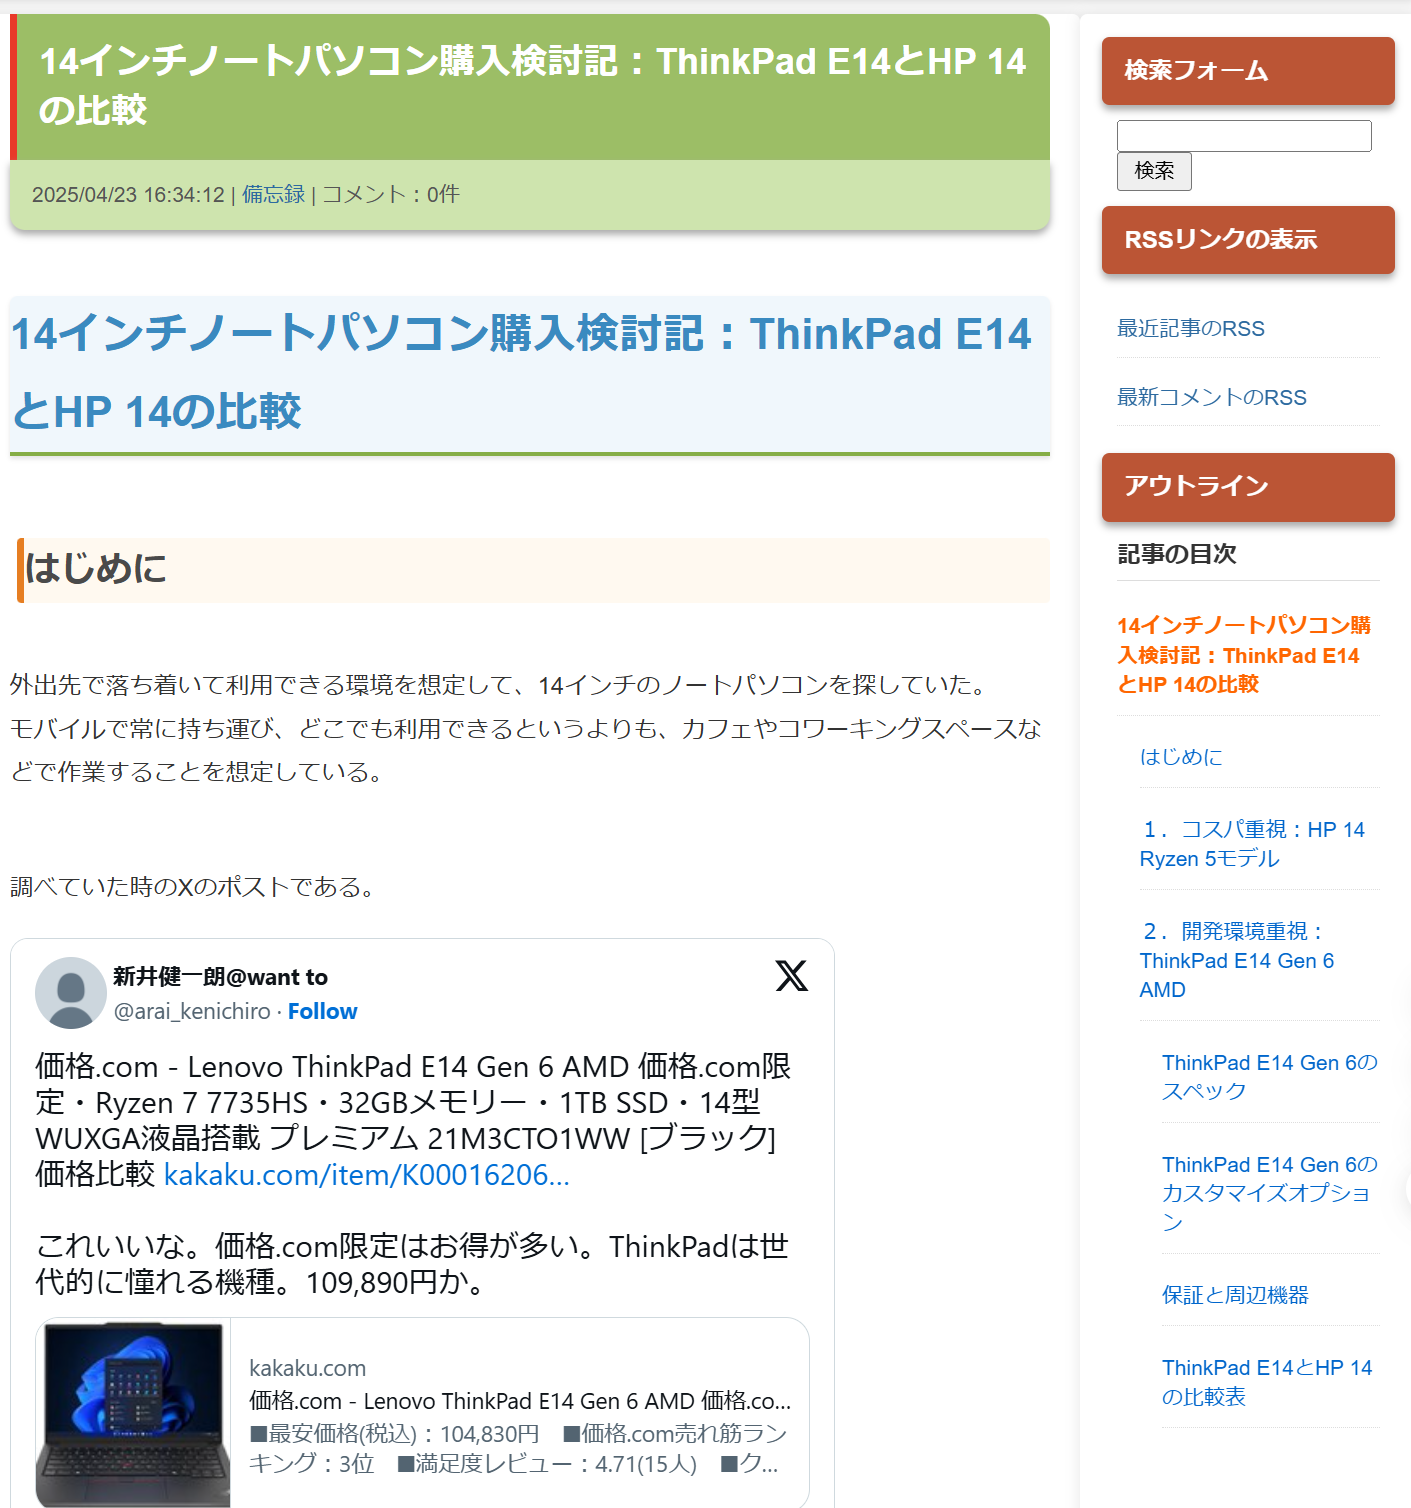 14インチノートパソコン購入検討記：ThinkPad E14とHP 14
の比較
2025/04/23 16:34:12 | 備忘録 | コメント：0件
14インチノートパソコン購入検討記：ThinkPad E14
とHP 14の比較
はじめに
外出先で落ち着いて利用できる環境を想定して、14インチのノートパソコンを探していた。
モバイルで常に持ち運び、どこでも利用できるというよりも、カフェやコワーキングスペースな
どで作業することを想定している。
調べていた時のXのポストである。
新井健一朗@want to
@arai_kenichiro · Follow
価格.com - Lenovo ThinkPad E14 Gen 6 AMD 価格.com限
定・Ryzen 7 7735HS・32GBメモリー・1TB SSD・14型
WUXGA液晶搭載 プレミアム 21M3CTO1WW [ブラック]
価格比較 kakaku.com/item/K00016206…
これいいな。価格.com限定はお得が多い。ThinkPadは世
代的に憧れる機種。109,890円か。
kakaku.com
価格.com - Lenovo ThinkPad E14 Gen 6 AMD 価格.co...
■最安価格(税込)：104,830円　■価格.com売れ筋ラン
キング：3位　■満足度レビュー：4.71(15人)　■ク...
検索フォーム
検索
RSSリンクの表示
最近記事のRSS
最新コメントのRSS
アウトライン
記事の目次
14インチノートパソコン購
入検討記：ThinkPad E14
とHP 14の比較
はじめに
１．コスパ重視：HP 14
Ryzen 5モデル
２．開発環境重視：
ThinkPad E14 Gen 6
AMD
ThinkPad E14 Gen 6の
スペック
ThinkPad E14 Gen 6の
カスタマイズオプショ
ン
保証と周辺機器
ThinkPad E14とHP 14
の比較表